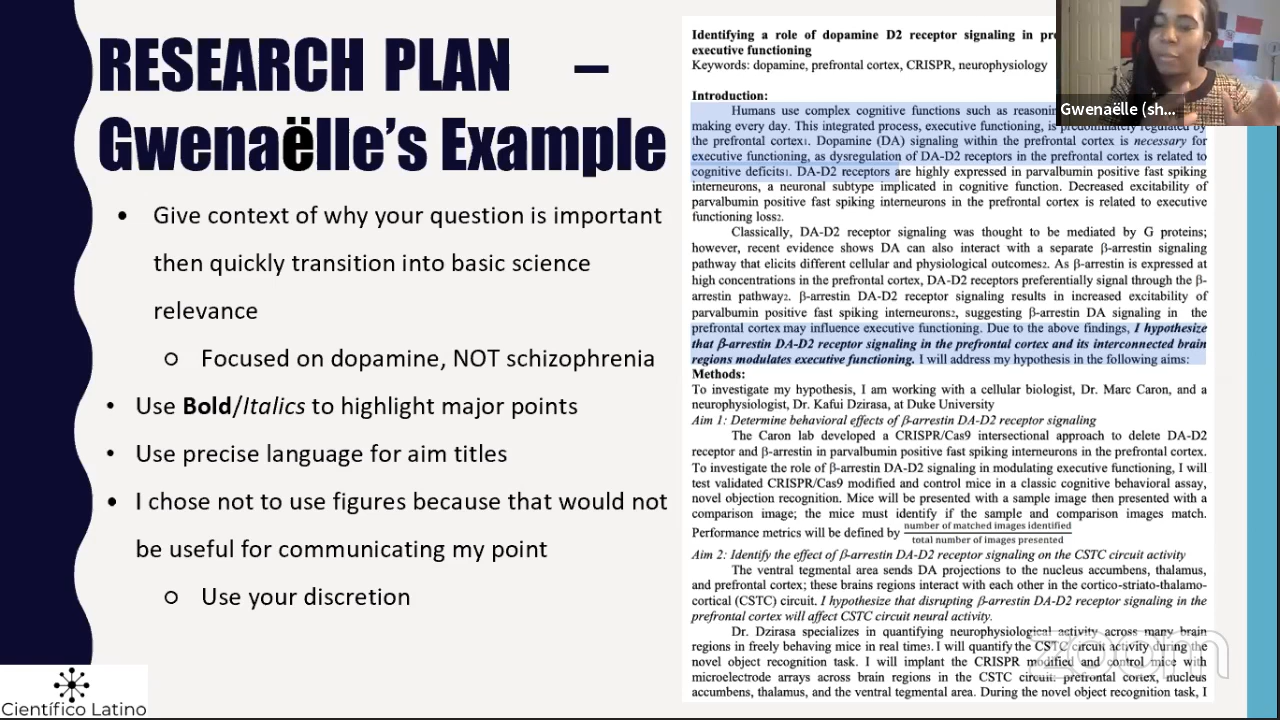 RESEARCH PLAN –
Gwenaëlle's Example
• Give context of why your question is important
then quickly transition into basic science
relevance
o Focused on dopamine, NOT schizophrenia
• Use Bold/Italics to highlight major points
• Use precise language for aim titles
• I chose not to use figures because that would not
be useful for communicating my point
o Use your discretion
Científico Latino
Identifying a role of dopamine D2 receptor signaling in
executive functioning
Keywords: dopamine, prefrontal cortex, CRISPR, neurophysiology
Introduction:
Humans use complex cognitive functions such as
making every day. This integrated process, executive functioning, is predominately regulated by
the prefrontal cortex1. Dopamine (DA) signaling within the prefrontal cortex is necessary for
executive functioning, as dysregulation of DA-D2 receptors in the prefrontal cortex is related to
cognitive deficits1. DA-D2 receptors are highly expressed in parvalbumin positive fast spiking
interneurons, a neuronal subtype implicated in cognitive function. Decreased excitability of
parvalbumin positive fast spiking interneurons in the prefrontal cortex is related to executive
functioning loss2.
Classically, DA-D2 receptor signaling was thought to be mediated by G proteins;
however, recent evidence shows DA can also interact with a separate β-arrestin signaling
pathway that elicits different cellular and physiological outcomes2. As β-arrestin is expressed at
high concentrations in the prefrontal cortex, DA-D2 receptors preferentially signal through the β-
arrestin pathway2. β-arrestin DA-D2 receptor signaling results in increased excitability of
parvalbumin positive fast spiking interneurons2, suggesting β-arrestin DA signaling in the
prefrontal cortex may influence executive functioning. Due to the above findings, I hypothesize
that β-arrestin DA-D2 receptor signaling in the prefrontal cortex and its interconnected brain
regions modulates executive functioning. I will address my hypothesis in the following aims:
Methods:
To investigate my hypothesis, I am working with a cellular biologist, Dr. Marc Caron, and a
neurophysiologist, Dr. Kafui Dzirasa, at Duke University
Aim 1: Determine behavioral effects of β-arrestin DA-D2 receptor signaling
The Caron lab developed a CRISPR/Cas9 intersectional approach to delete DA-D2
receptor and β-arrestin in parvalbumin positive fast spiking interneurons in the prefrontal cortex.
To investigate the role of β-arrestin DA-D2 signaling in modulating executive functioning, I will
test validated CRISPR/Cas9 modified and control mice in a classic cognitive behavioral assay,
novel objection recognition. Mice will be presented with a sample image then presented with a
comparison image; the mice must identify if the sample and comparison images match.
Performance metrics will be defined by number of matched images identified
total number of images presented
Aim 2: Identify the effect of β-arrestin DA-D2 receptor signaling on the CSTC circuit activity
The ventral tegmental area sends DA projections to the nucleus accumbens, thalamus,
and prefrontal cortex; these brains regions interact with each other in the cortico-striato-thalamo-
cortical (CSTC) circuit. I hypothesize that disrupting β-arrestin DA-D2 receptor signaling in the
prefrontal cortex will affect CSTC circuit neural activity.
Dr. Dzirasa specializes in quantifying neurophysiological activity across many brain
regions in freely behaving mice in real time3. I will quantify the CSTC circuit activity during the
novel object recognition task. I will implant the CRISPR modified and control mice with
microelectrode arrays across brain regions in the CSTC circuit: prefrontal cortex, nucleus
accumbens, thalamus, and the ventral tegmental area. During the novel object recognition task, I
Gwenaëlle (sh...
zoom